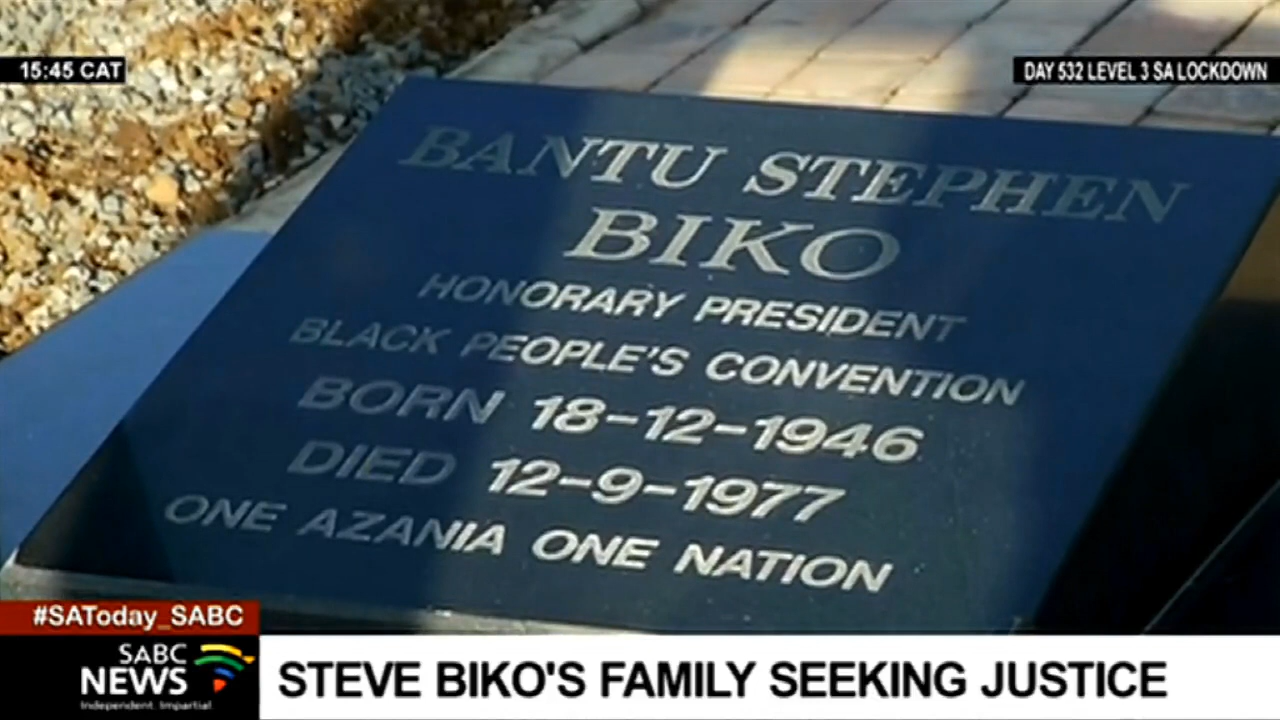 15:45 CAT
DAY 532 LEVEL 3 SA LOCKDOWN
BANTU STEPHEN
BIKO
HONORARY PRESIDENT
BLACK PEOPLE'S CONVENTION
BORN 18-12-1946
DIED 12-9-1977
ONE AZANIA ONE NATION
#SAToday_SABC
SABC
NEWS
Independent. Impartial.
STEVE BIKO'S FAMILY SEEKING JUSTICE